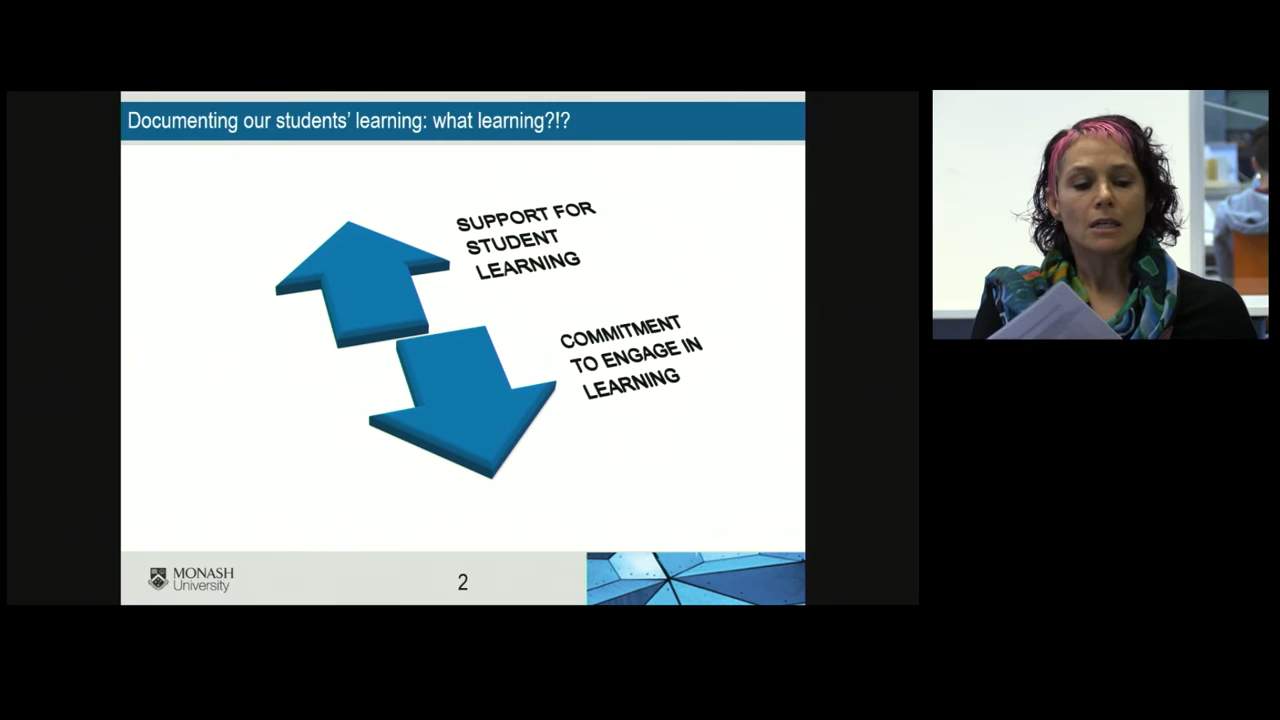 Documenting our students' learning: what learning?!?
SUPPORT FOR
STUDENT
LEARNING
COMMITMENT
TO ENGAGE IN
LEARNING
MONASH
University
2